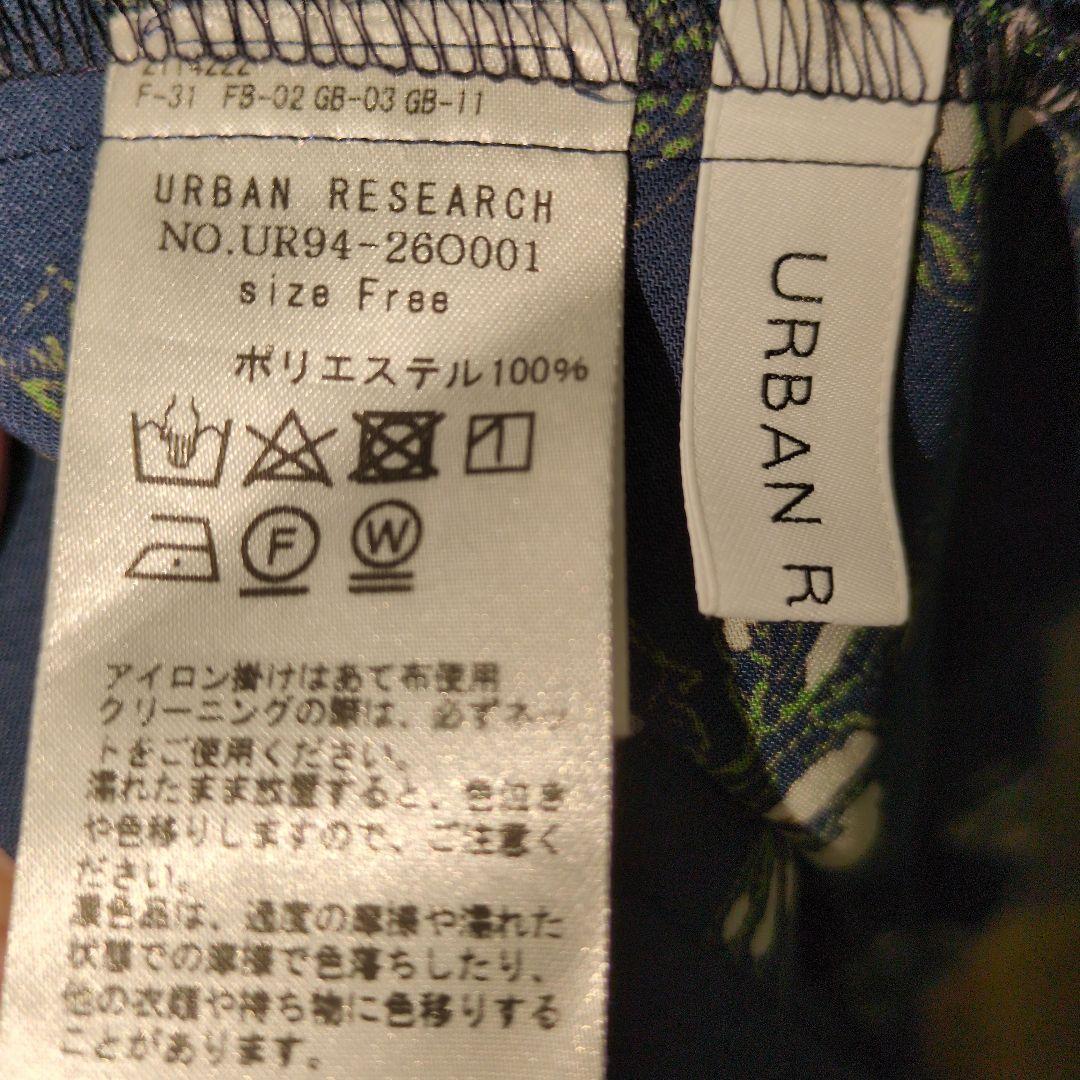 F-31 FB-02 GB-03 GB-11
URBAN RESEARCH
NO.UR94-26O001
size Free
ポリエステル100%
F
W
アイロン掛けはあて布使用
クリーニングの際は、必ずネッ
トをご使用ください。
濡れたまま放置すると、色泣き
や色移りしますので、ご注意く
ださい。
濃色品は、過度の摩擦や濡れた
状態での摩擦で色落ちしたり、
他の衣類や持ち物に色移りする
ことがあります。
URBAN R